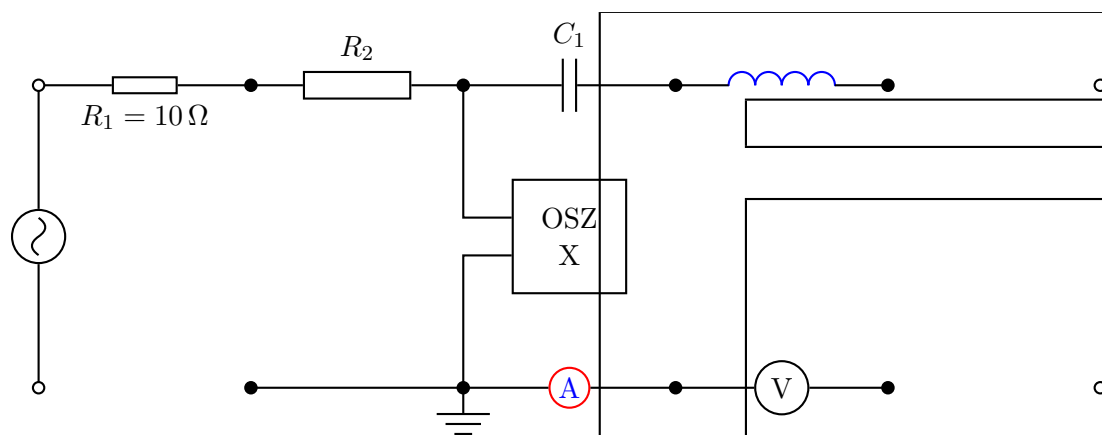 C₁
R₂
R₁ = 10 Ω
OSZ
X
A
V